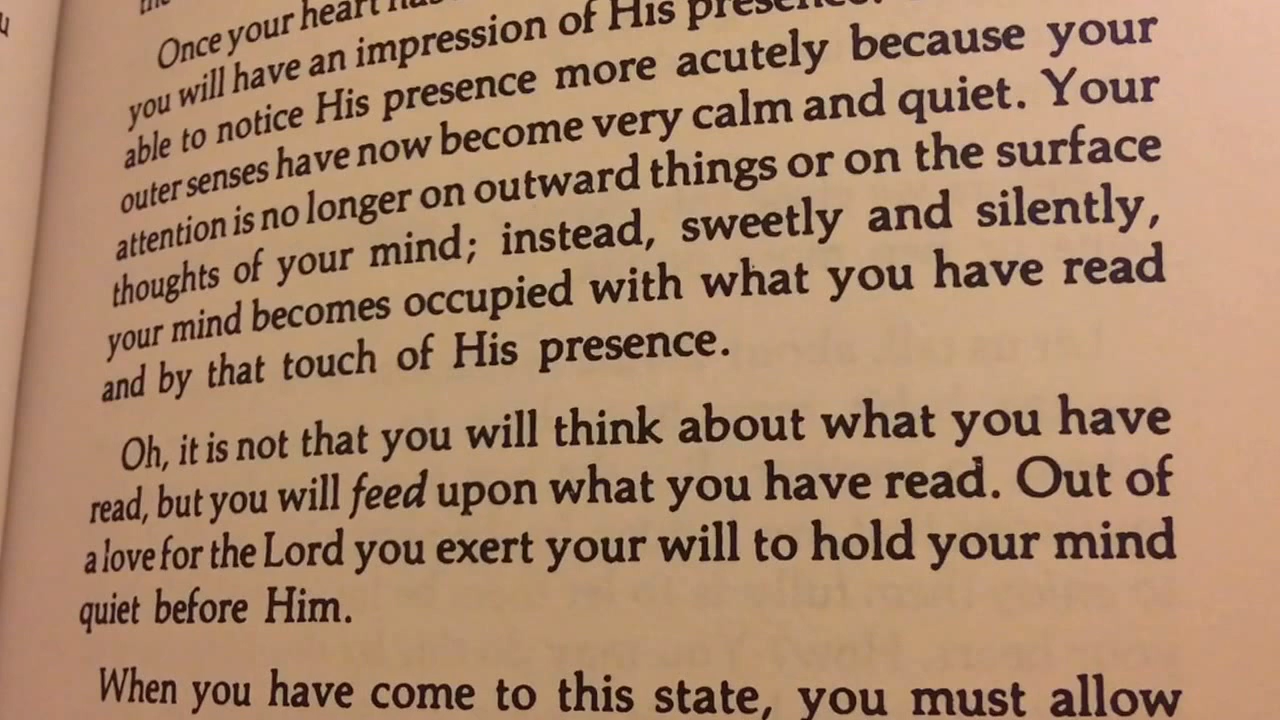 the
Once your heart has
you will have an impression of His presence.
able to notice His presence more acutely because your
outer senses have now become very calm and quiet. Your
attention is no longer on outward things or on the surface
thoughts of your mind; instead, sweetly and silently,
your mind becomes occupied with what you have read
and by that touch of His presence.
Oh, it is not that you will think about what you have
read, but you will feed upon what you have read. Out of
a love for the Lord you exert your will to hold your mind
quiet before Him.
When you have come to this state, you must allow